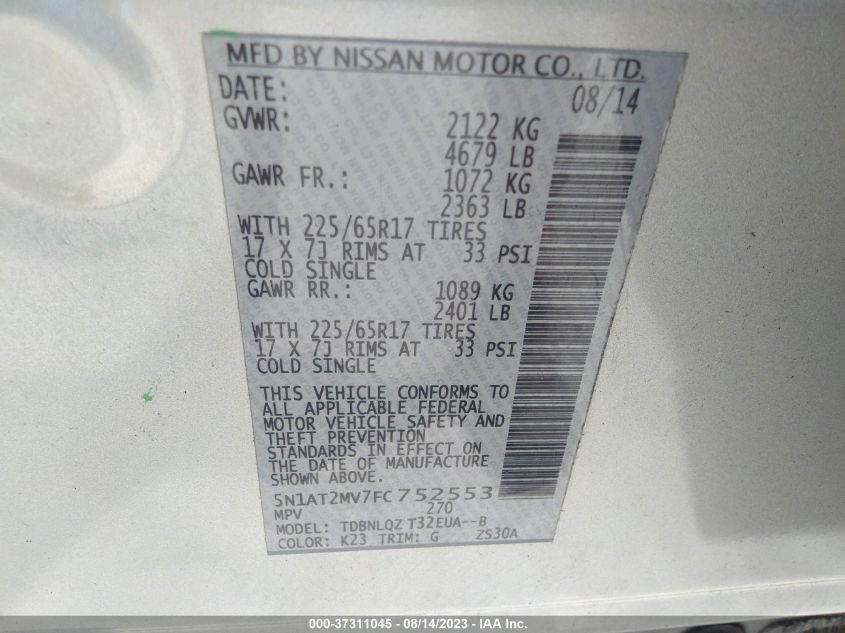 MFD BY NISSAN MOTOR CO., LTD.
DATE: 08/14
GVWR: 2122 KG
4679 LB
GAWR FR.: 1072 KG
2363 LB
WITH 225/65R17 TIRES
17 X 7J RIMS AT 33 PSI
COLD SINGLE
GAWR RR.: 1089 KG
2401 LB
WITH 225/65R17 TIRES
17 X 7J RIMS AT 33 PSI
COLD SINGLE
THIS VEHICLE CONFORMS TO
ALL APPLICABLE FEDERAL
MOTOR VEHICLE SAFETY AND
THEFT PREVENTION
STANDARDS IN EFFECT ON
THE DATE OF MANUFACTURE
SHOWN ABOVE.
5N1AT2MV7FC752553
MPV 270
MODEL: TDBNLQZ T32EUA--B
COLOR: K23 TRIM: G ZS30A
000-37311045 - 08/14/2023 - IAA Inc.